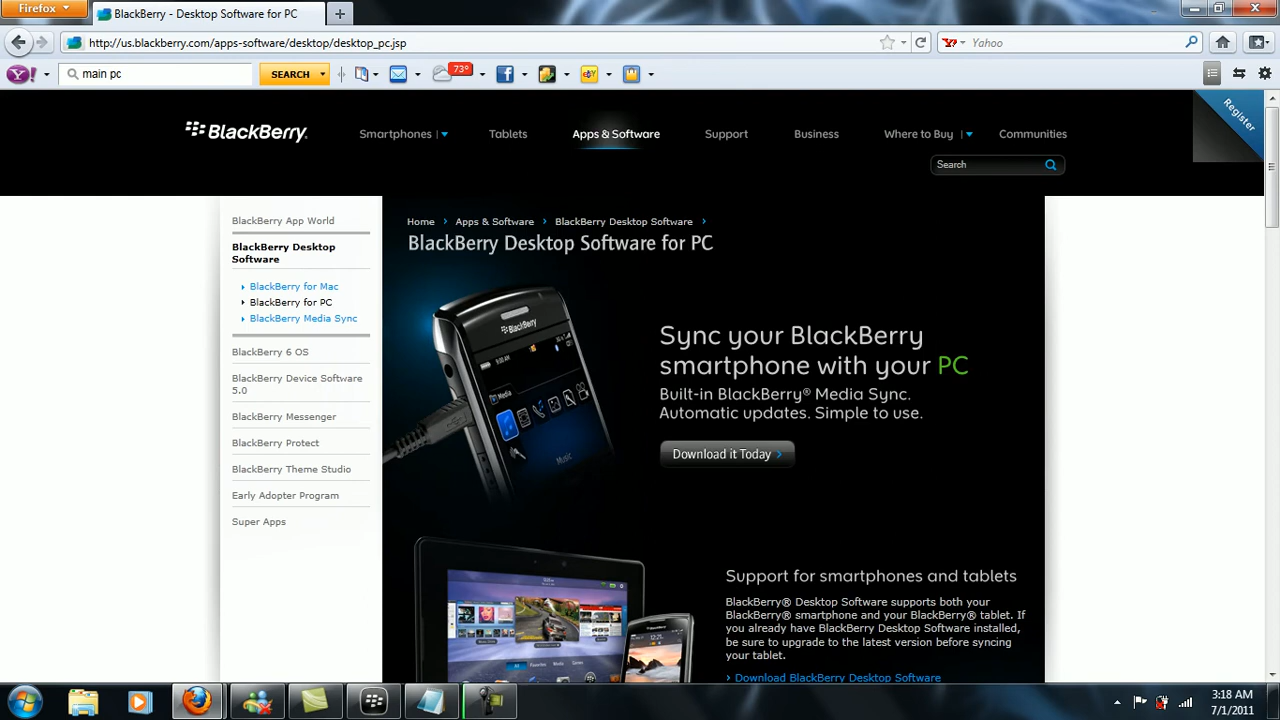 Firefox
BlackBerry - Desktop Software for PC
http://us.blackberry.com/apps-software/desktop/desktop_pc.jsp
Yahoo
main pc
SEARCH
73°
BlackBerry
Smartphones
Tablets
Apps & Software
Support
Business
Where to Buy
Communities
Register
Search
BlackBerry App World
BlackBerry Desktop
Software
BlackBerry for Mac
BlackBerry for PC
BlackBerry Media Sync
BlackBerry 6 OS
BlackBerry Device Software
5.0
BlackBerry Messenger
BlackBerry Protect
BlackBerry Theme Studio
Early Adopter Program
Super Apps
Home
Apps & Software
BlackBerry Desktop Software
BlackBerry Desktop Software for PC
BlackBerry
Media
Music
Sync your BlackBerry
smartphone with your PC
Built-in BlackBerry® Media Sync.
Automatic updates. Simple to use.
Download it Today
Support for smartphones and tablets
BlackBerry® Desktop Software supports both your
BlackBerry® smartphone and your BlackBerry® tablet. If
you already have BlackBerry Desktop Software installed,
be sure to upgrade to the latest version before syncing
your tablet.
Download BlackBerry Desktop Software
3:18 AM
7/1/2011